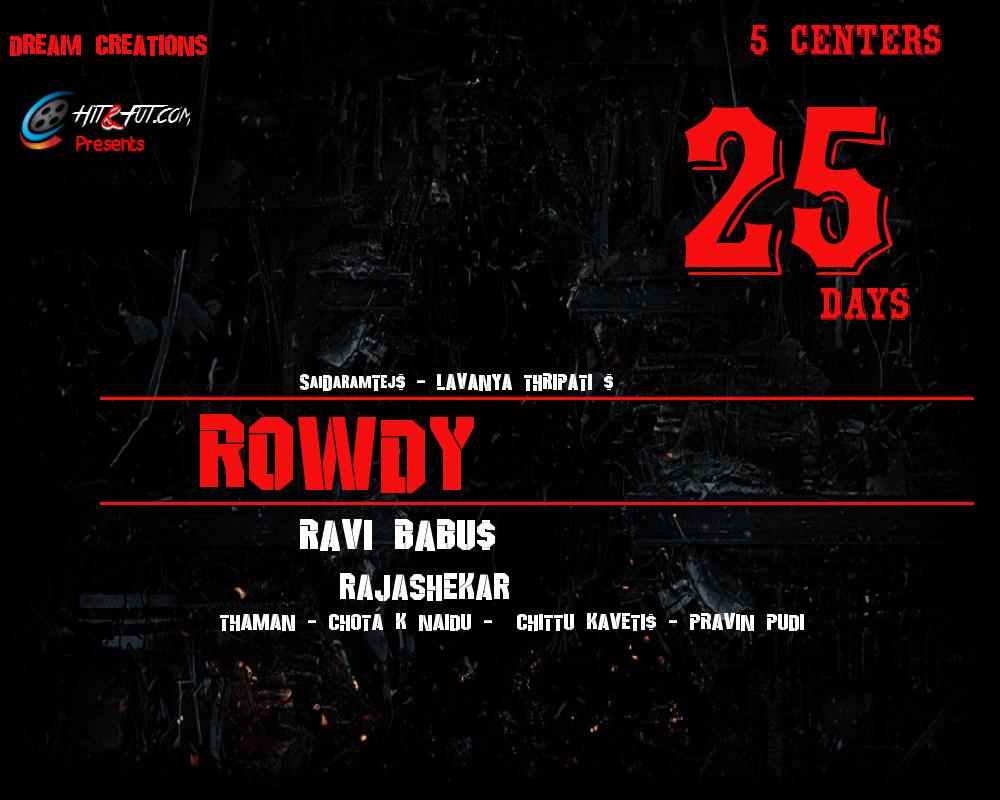 DREAM CREATIONS
5 CENTERS
HIT&FUT.COM
Presents
25
DAYS
SAIDARAMTEJ$ - LAVANYA THRIPATI $
ROWDY
RAVI BABU$
RAJASHEKAR
THAMAN - CHOTA K NAIDU - CHITTU KAVETI$ - PRAVIN PUDI